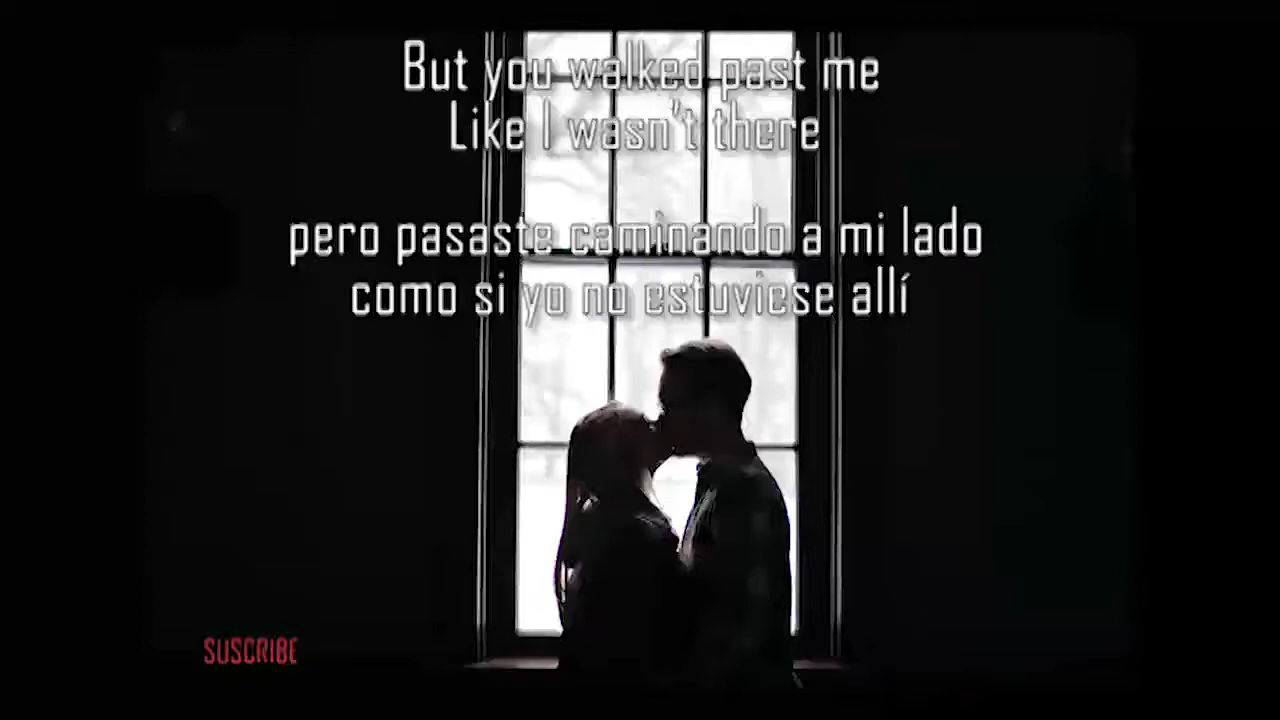 But you walked past me
Like I wasn't there
pero pasaste caminando a mi lado
como si yo no estuviese allí
SUSCRIBE